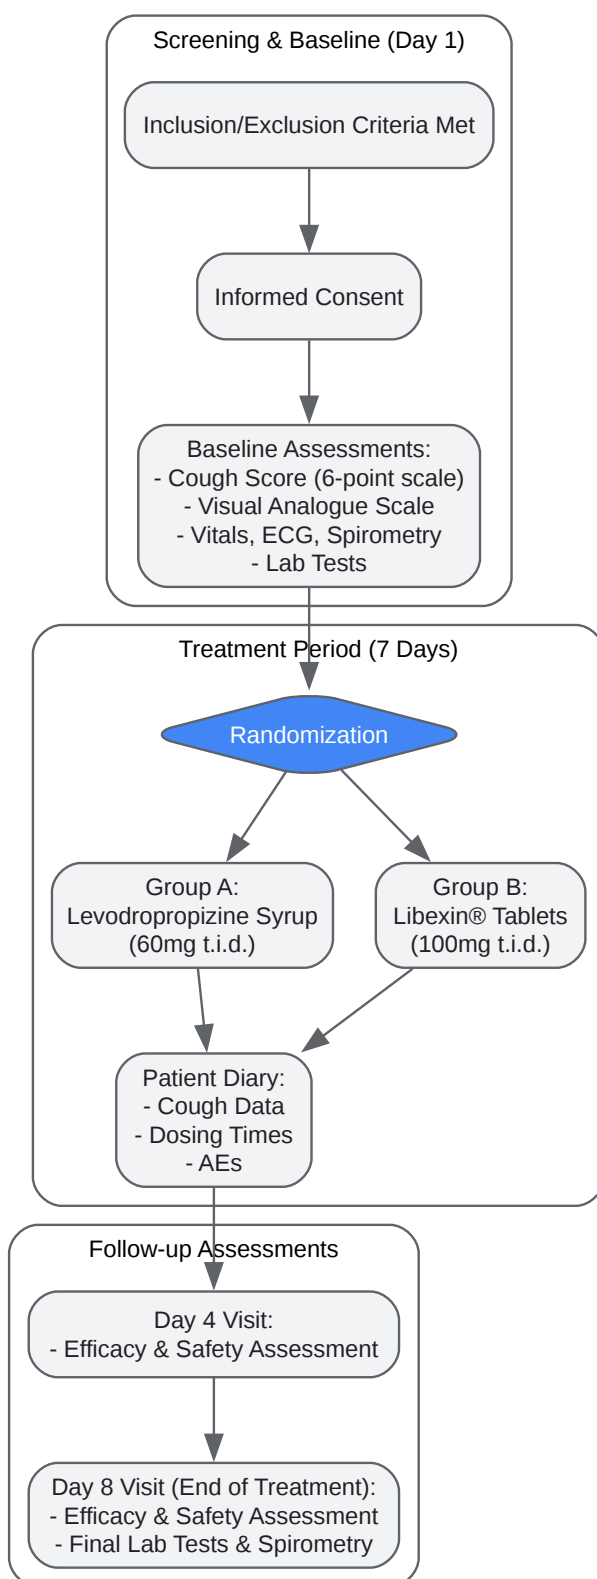 Screening & Baseline (Day 1)
Inclusion/Exclusion Criteria Met
Informed Consent
Baseline Assessments:
- Cough Score (6-point scale)
- Visual Analogue Scale
- Vitals, ECG, Spirometry
- Lab Tests
Treatment Period (7 Days)
Randomization
Group A:
Levodropropizine Syrup
(60mg t.i.d.)
Group B:
Libexin® Tablets
(100mg t.i.d.)
Patient Diary:
- Cough Data
- Dosing Times
- AEs
Follow-up Assessments
Day 4 Visit:
- Efficacy & Safety Assessment
Day 8 Visit (End of Treatment):
- Efficacy & Safety Assessment
- Final Lab Tests & Spirometry